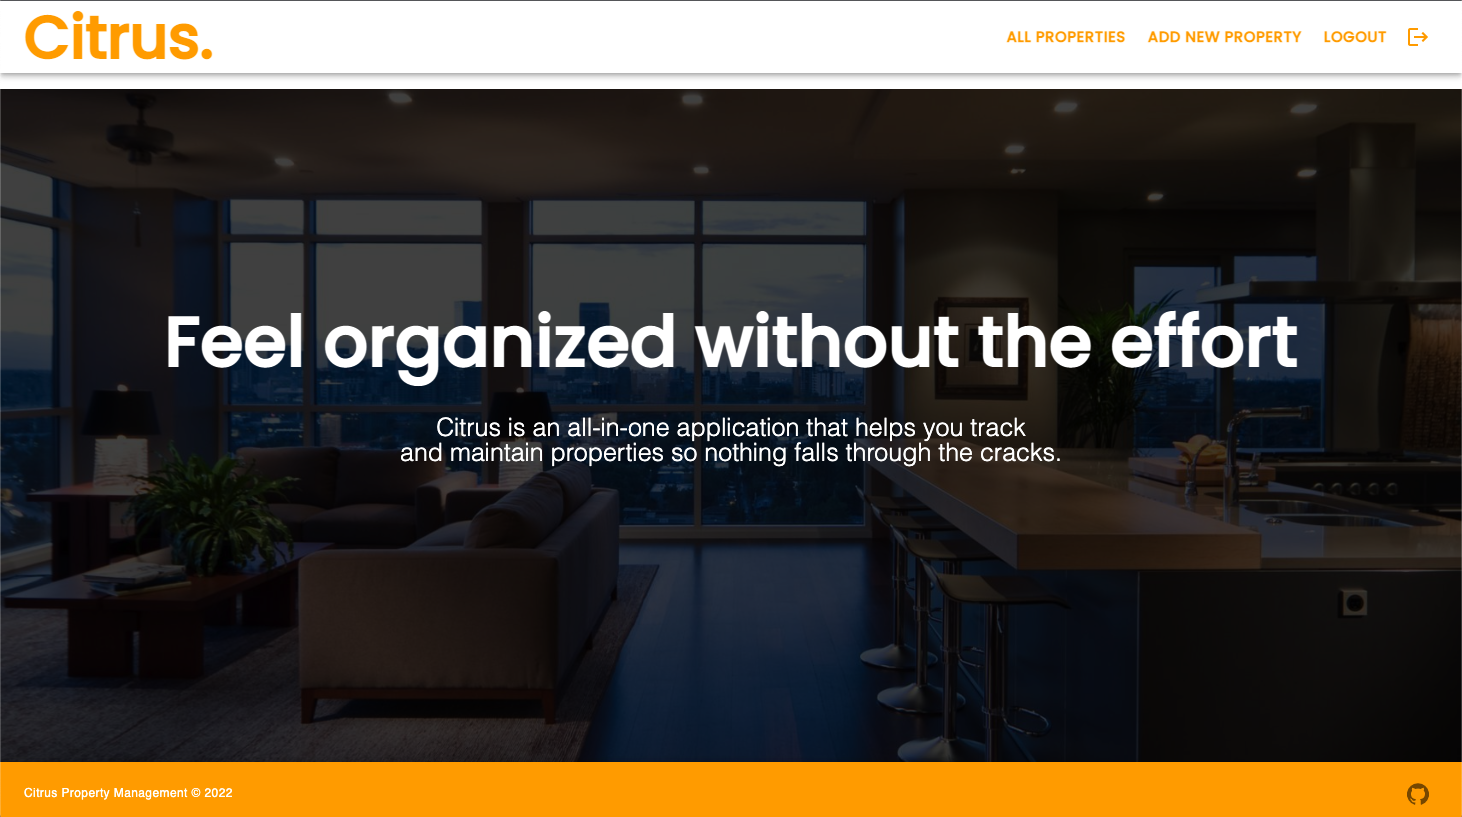 Citrus.
ALL PROPERTIES
ADD NEW PROPERTY
LOGOUT
Feel organized without the effort
Citrus is an all-in-one application that helps you track
and maintain properties so nothing falls through the cracks.
Citrus Property Management © 2022